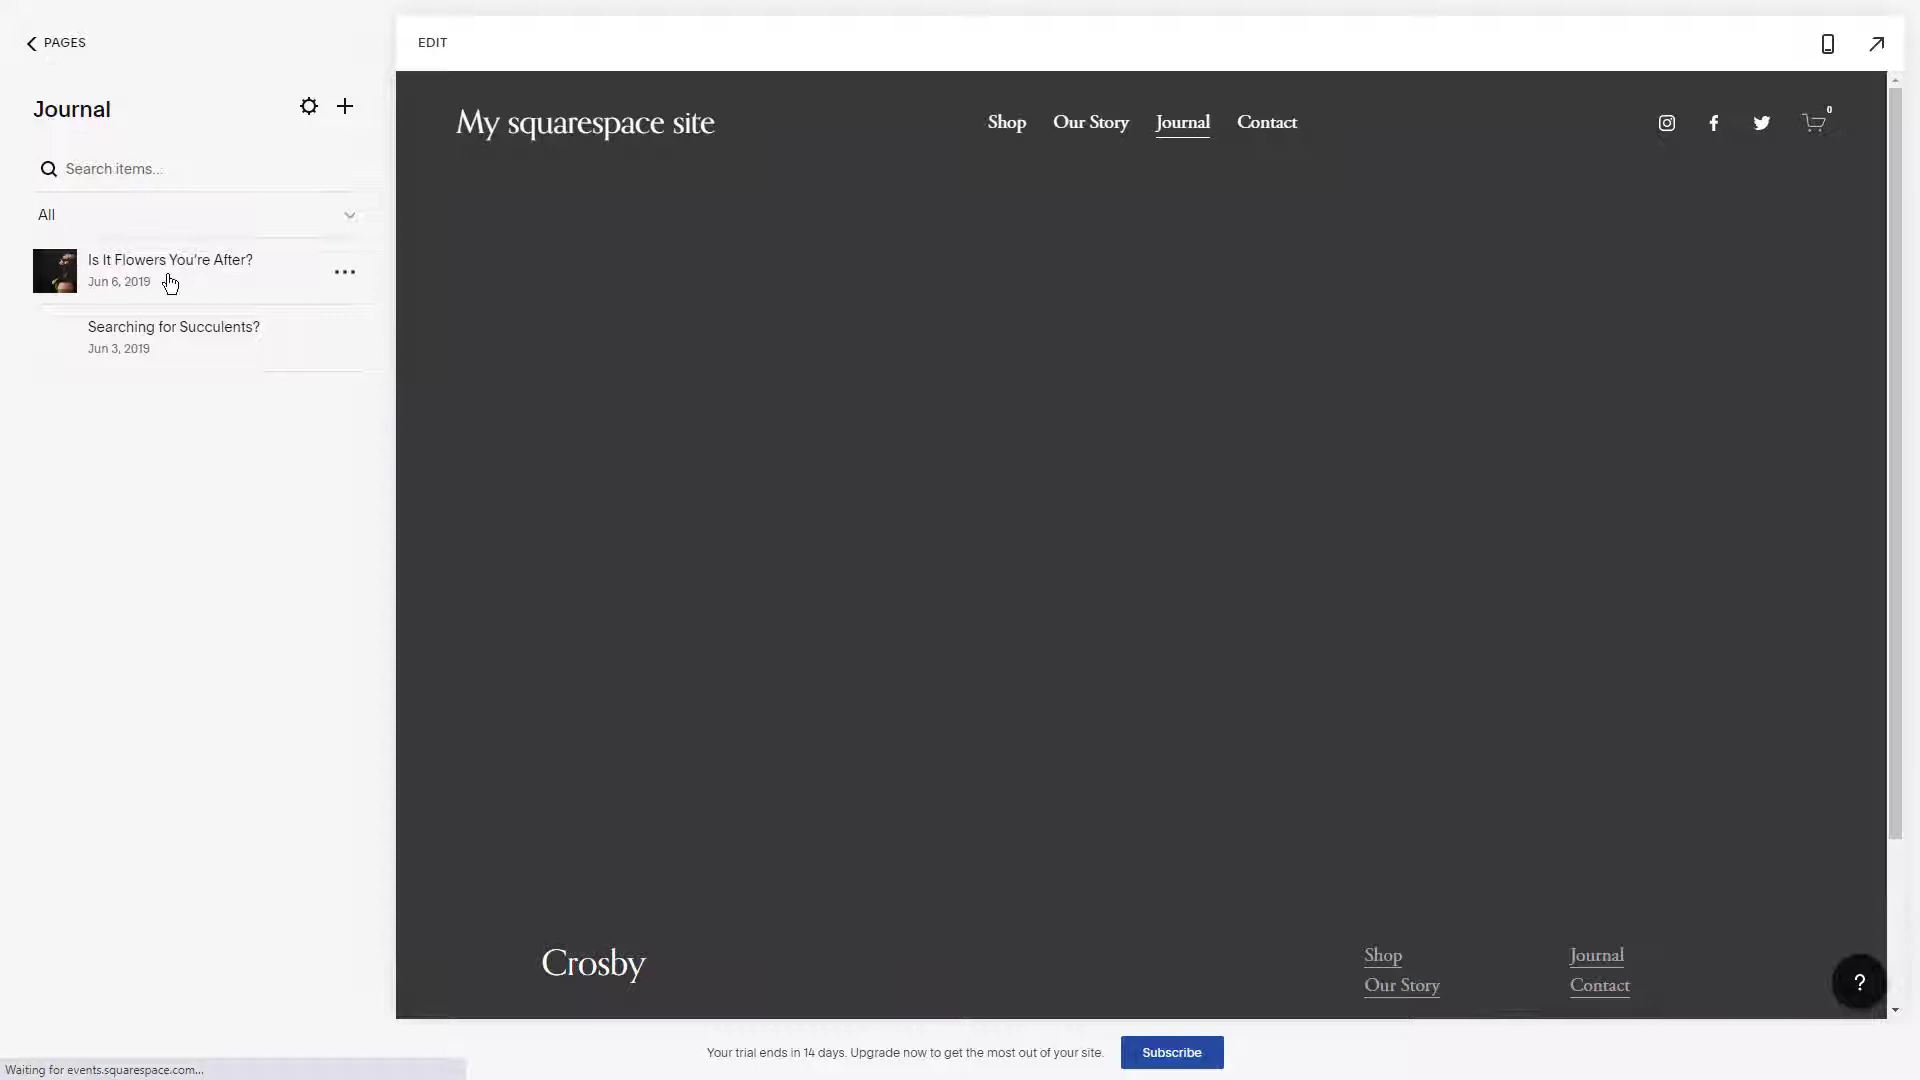 PAGES
EDIT
Journal
Search items...
All
Is It Flowers You're After?
Jun 6, 2019
Searching for Succulents?
Jun 3, 2019
My squarespace site
Shop
Our Story
Journal
Contact
0
Crosby
Shop
Journal
Our Story
Contact
?
Your trial ends in 14 days. Upgrade now to get the most out of your site.
Subscribe
Waiting for events.squarespace.com...